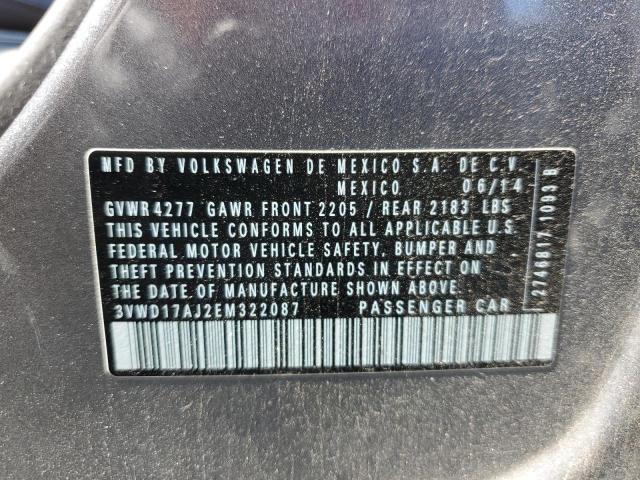 MFD BY VOLKSWAGEN DE MEXICO S.A. DE C.V.
MEXICO 06/14
GVWR 4277 GAWR FRONT 2205 / REAR 2183 LBS
THIS VEHICLE CONFORMS TO ALL APPLICABLE U.S.
FEDERAL MOTOR VEHICLE SAFETY, BUMPER AND
THEFT PREVENTION STANDARDS IN EFFECT ON
THE DATE OF MANUFACTURE SHOWN ABOVE.
3VWD17AJ2EM322087 PASSENGER CAR
2746817 1093 B